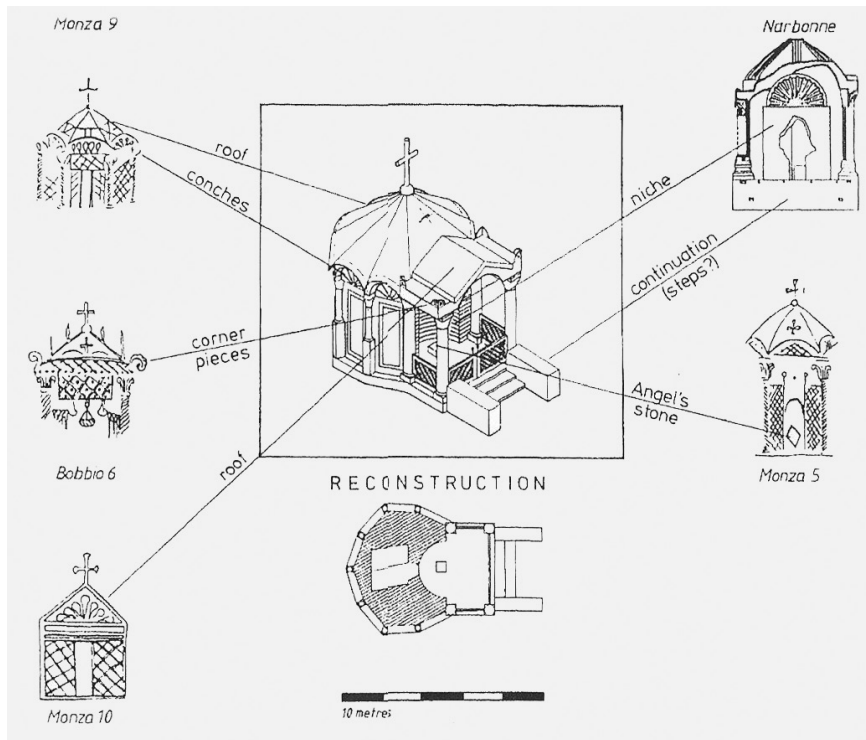 Monza 9
Narbonne
roof
conches
niche
continuation
(steps?)
corner
pieces
Angel's
stone
roof
Bobbio 6
Monza 5
RECONSTRUCTION
Monza 10
10 metres